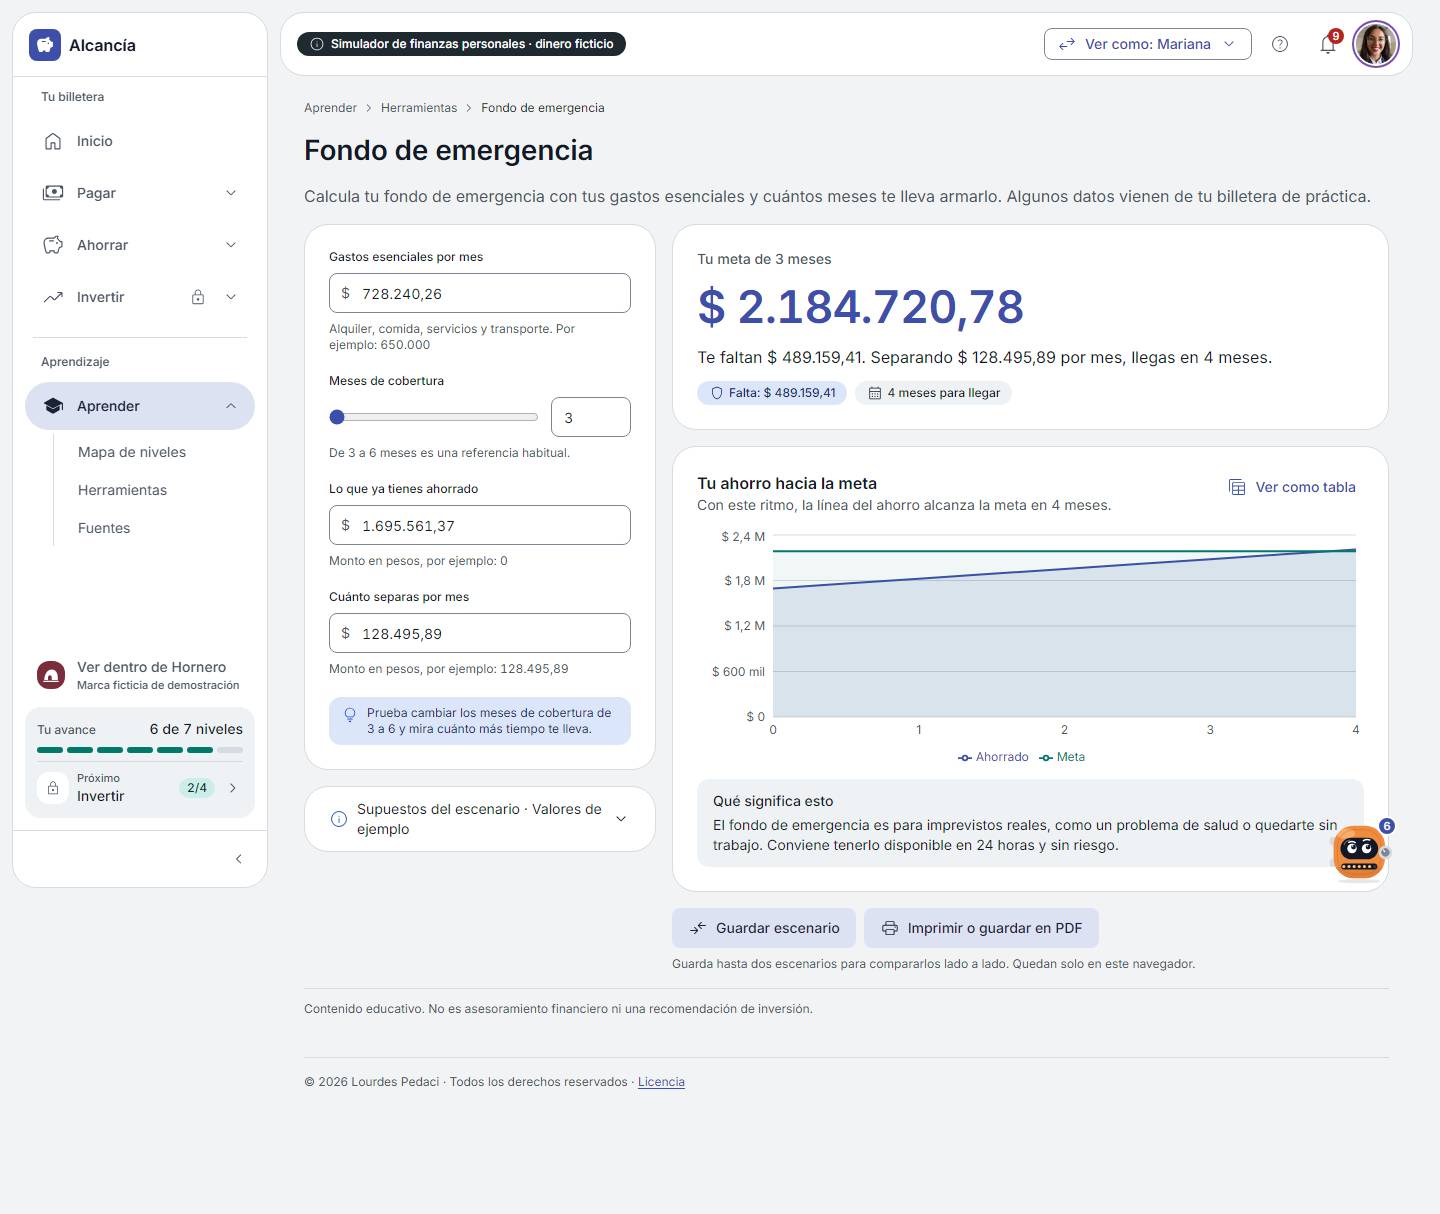 Alcancía
Simulador de finanzas personales · dinero ficticio
Ver como: Mariana
9
Tu billetera
Inicio
Pagar
Ahorrar
Invertir
Aprendizaje
Aprender
Mapa de niveles
Herramientas
Fuentes
Ver dentro de Hornero
Marca ficticia de demostración
Tu avance
6 de 7 niveles
Próximo
Invertir
2/4
Aprender
Herramientas
Fondo de emergencia
Fondo de emergencia
Calcula tu fondo de emergencia con tus gastos esenciales y cuántos meses te lleva armarlo. Algunos datos vienen de tu billetera de práctica.
Gastos esenciales por mes
$ 728.240,26
Alquiler, comida, servicios y transporte. Por
ejemplo: 650.000
Meses de cobertura
3
De 3 a 6 meses es una referencia habitual.
Lo que ya tienes ahorrado
$ 1.695.561,37
Monto en pesos, por ejemplo: 0
Cuánto separas por mes
$ 128.495,89
Monto en pesos, por ejemplo: 128.495,89
Prueba cambiar los meses de cobertura de
3 a 6 y mira cuánto más tiempo te lleva.
Supuestos del escenario · Valores de
ejemplo
Tu meta de 3 meses
$ 2.184.720,78
Te faltan $ 489.159,41. Separando $ 128.495,89 por mes, llegas en 4 meses.
Falta: $ 489.159,41
4 meses para llegar
Tu ahorro hacia la meta
Ver como tabla
Con este ritmo, la línea del ahorro alcanza la meta en 4 meses.
$ 2,4 M
$ 1,8 M
$ 1,2 M
$ 600 mil
$ 0
0 1 2 3 4
Ahorrado Meta
Qué significa esto
El fondo de emergencia es para imprevistos reales, como un problema de salud o quedarte sin
trabajo. Conviene tenerlo disponible en 24 horas y sin riesgo.
6
Guardar escenario
Imprimir o guardar en PDF
Guarda hasta dos escenarios para compararlos lado a lado. Quedan solo en este navegador.
Contenido educativo. No es asesoramiento financiero ni una recomendación de inversión.
© 2026 Lourdes Pedaci · Todos los derechos reservados · Licencia